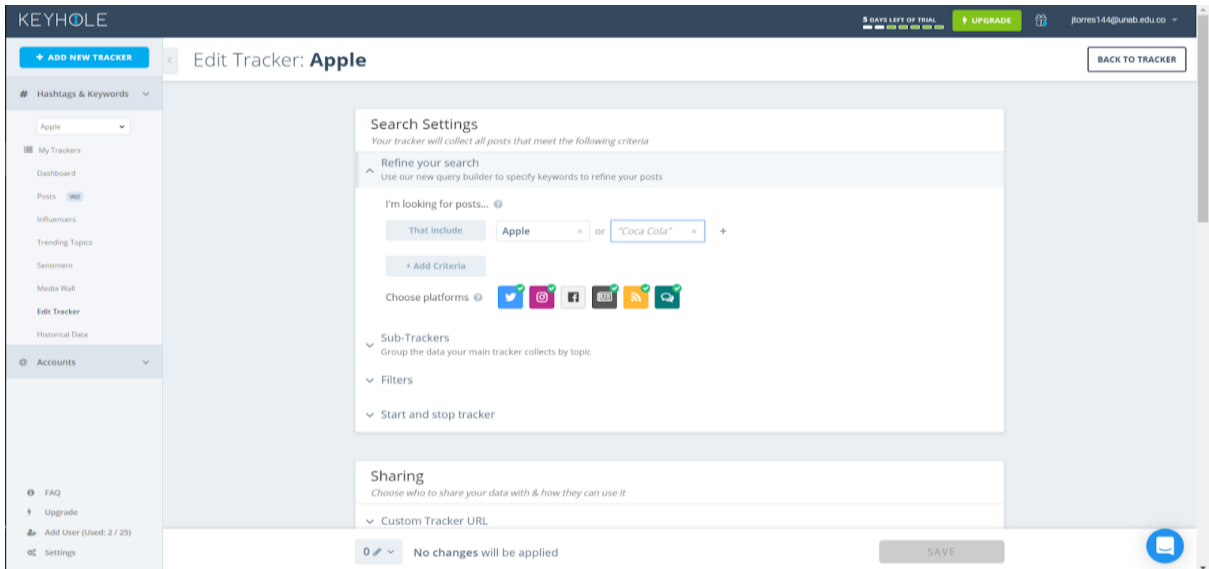 KEYHOLE
5 DAYS LEFT OF TRIAL
UPGRADE
jtorres144@unab.edu.co
+ ADD NEW TRACKER
Edit Tracker: Apple
BACK TO TRACKER
# Hashtags & Keywords
Apple
My Trackers
Dashboard
Posts 902
Influencers
Trending Topics
Sentiment
Media Wall
Edit Tracker
Historical Data
@ Accounts
FAQ
Upgrade
Add User (Used: 2 / 25)
Settings
Search Settings
Your tracker will collect all posts that meet the following criteria
Refine your search
Use our new query builder to specify keywords to refine your posts
I'm looking for posts...
That include Apple × or "Coca Cola" × +
+ Add Criteria
Choose platforms
Sub-Trackers
Group the data your main tracker collects by topic
Filters
Start and stop tracker
Sharing
Choose who to share your data with & how they can use it
Custom Tracker URL
0 No changes will be applied SAVE